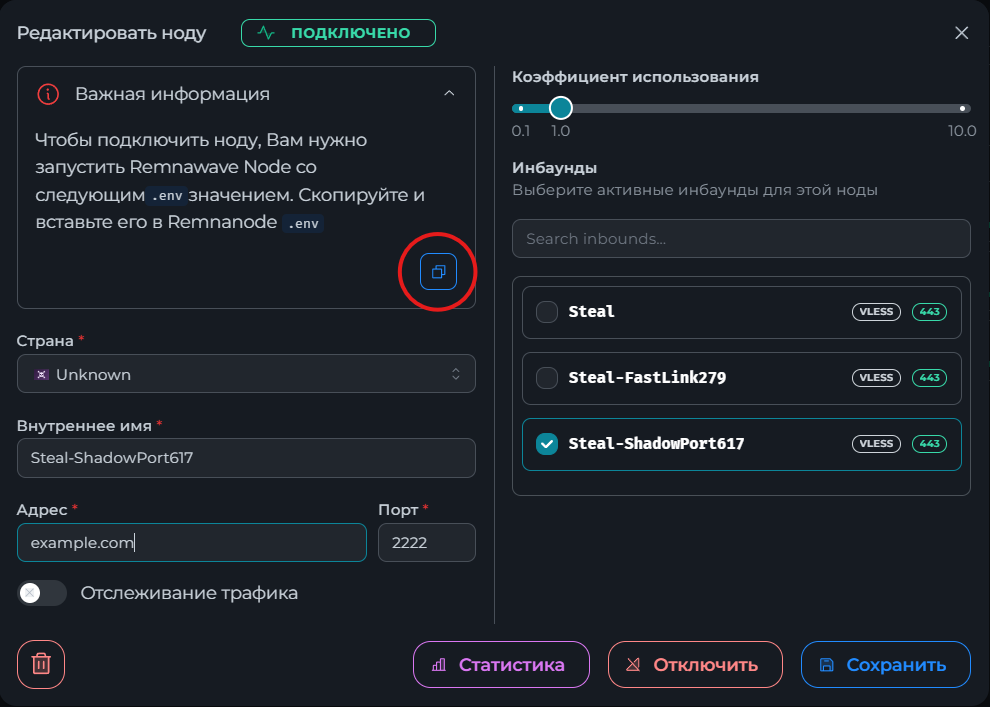 Редактировать ноду
ПОДКЛЮЧЕНО
Важная информация
Чтобы подключить ноду, Вам нужно
запустить Remnawave Node со
следующим .env значением. Скопируйте и
вставьте его в Remnanode .env
Страна *
Unknown
Внутреннее имя *
Steal-ShadowPort617
Адрес *
Порт *
example.com
2222
Отслеживание трафика
Коэффициент использования
0.1 1.0 10.0
Инбаунды
Выберите активные инбаунды для этой ноды
Search inbounds...
Steal VLESS 443
Steal-FastLink279 VLESS 443
Steal-ShadowPort617 VLESS 443
Статистика
Отключить
Сохранить